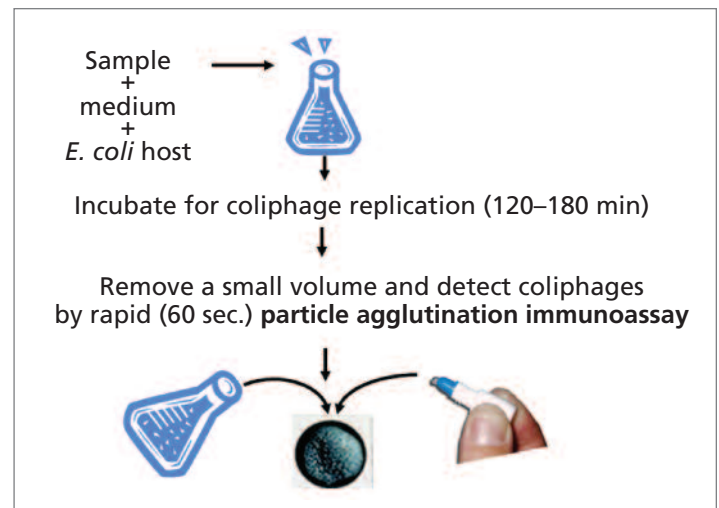 Sample
+
medium
+
E. coli host
Incubate for coliphage replication (120–180 min)
Remove a small volume and detect coliphages
by rapid (60 sec.) particle agglutination immunoassay